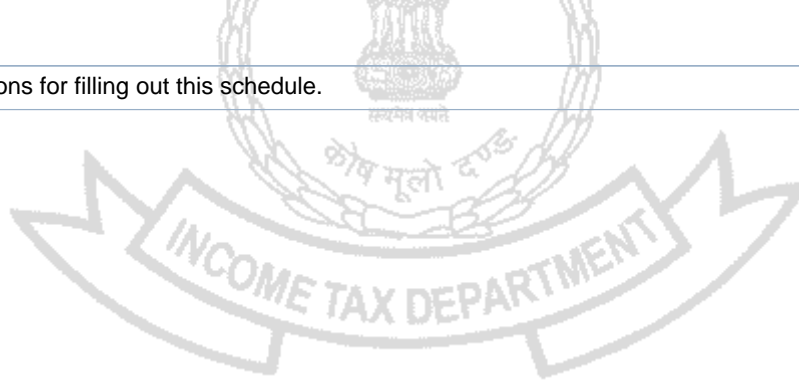 ons for filling out this schedule.
सत्यमेव जयते
कोष मूलो दण्डः
INCOME TAX DEPARTMENT